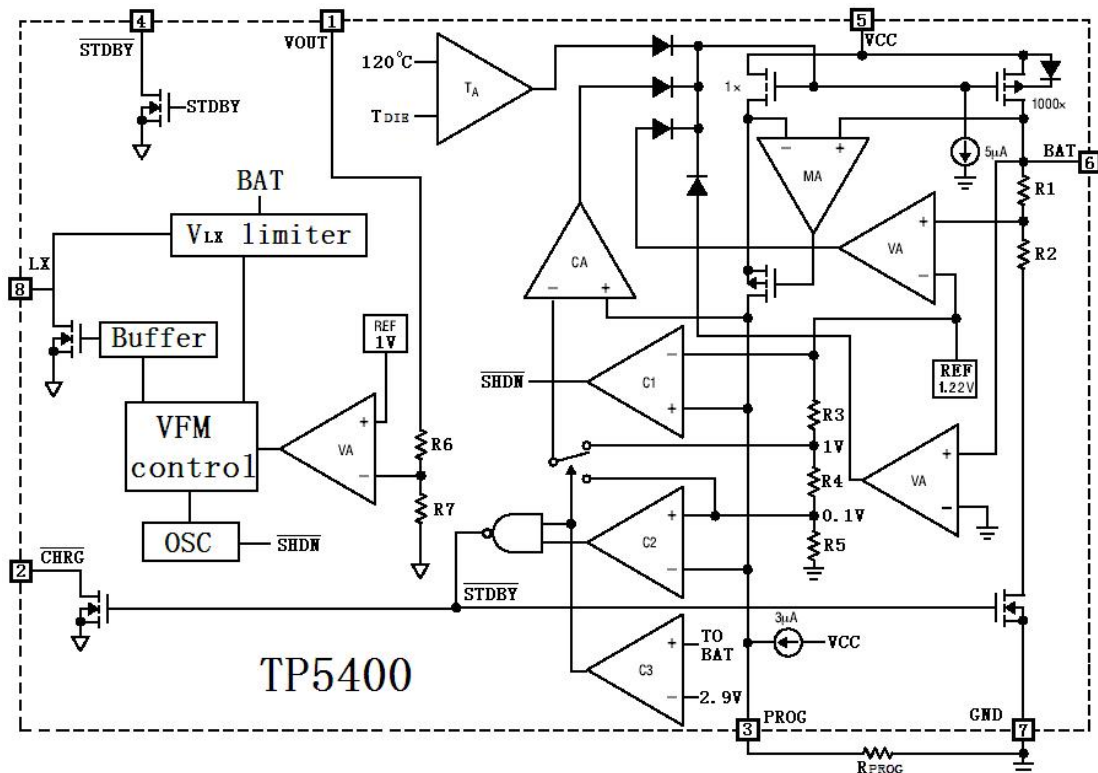 4
1
5
STDBY
VOUT
VCC
120°C
TA
TDIE
1×
1000×
STDBY
5μA
BAT
6
MA
R1
BAT
VLX limiter
VA
R2
LX
8
CA
Buffer
REF
1V
SHDN
C1
REF
1.22V
R3
VFM
control
VA
R6
1V
VA
R4
R7
0.1V
OSC
SHDN
C2
R5
CHRG
2
STDBY
3μA
VCC
TP5400
C3
TO
BAT
2.9V
3
PROG
GND
7
RPROG